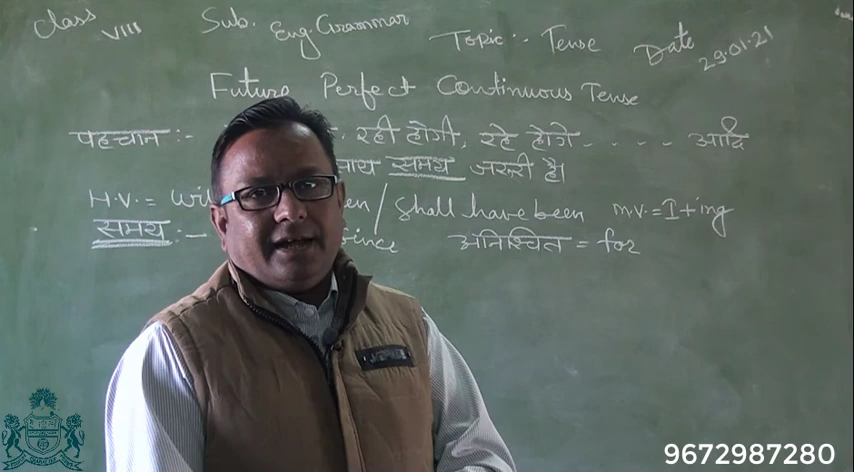 Class VIII Sub. Eng. Grammar Topic:- Tense Date 29.01.21
Future Perfect Continuous Tense
पहचान :- रही होगी, रहे होगे - - - - आदि
साथ समय जरुरी है।
H.V. = will / Shall have been M.V. = I + ing
समय :- Since अनिश्चित = for
9672987280